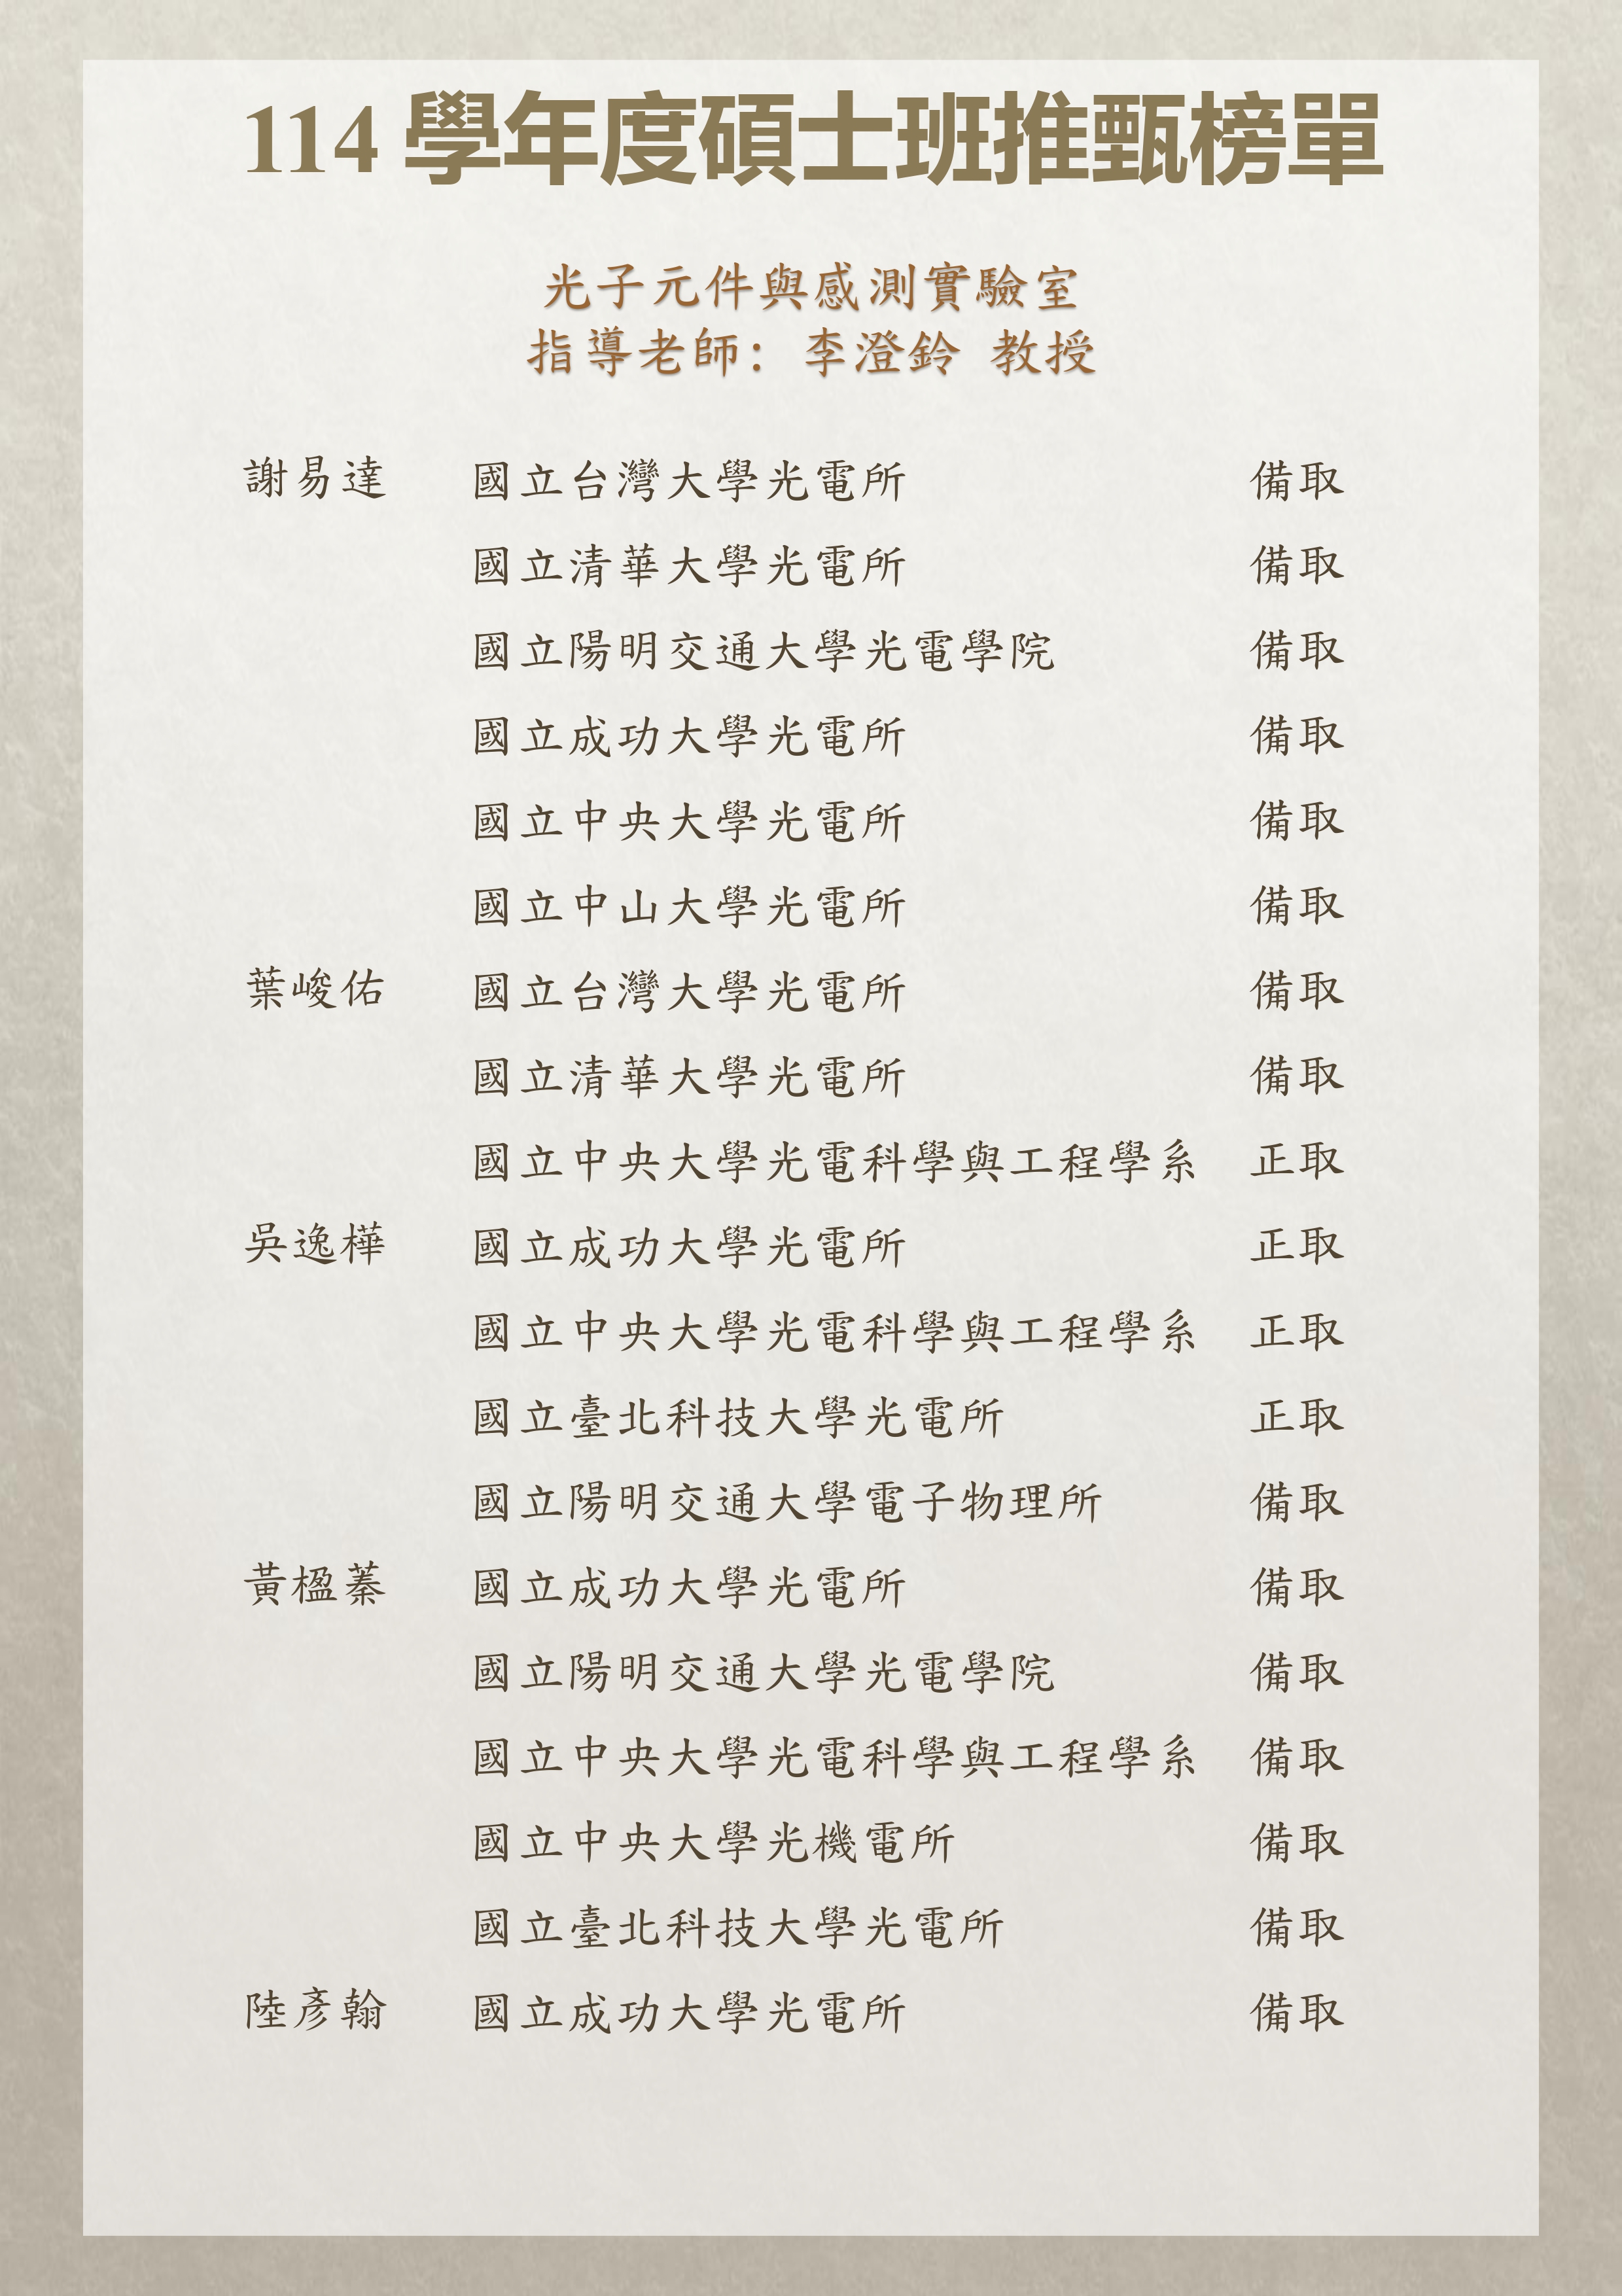 114 學年度碩士班推甄榜單
光子元件與感測實驗室
指導老師：李澄鈴 教授
謝易達 國立台灣大學光電所 備取
國立清華大學光電所 備取
國立陽明交通大學光電學院 備取
國立成功大學光電所 備取
國立中央大學光電所 備取
國立中山大學光電所 備取
葉峻佑 國立台灣大學光電所 備取
國立清華大學光電所 備取
國立中央大學光電科學與工程學系 正取
吳逸樺 國立成功大學光電所 正取
國立中央大學光電科學與工程學系 正取
國立臺北科技大學光電所 正取
國立陽明交通大學電子物理所 備取
黃楹蓁 國立成功大學光電所 備取
國立陽明交通大學光電學院 備取
國立中央大學光電科學與工程學系 備取
國立中央大學光機電所 備取
國立臺北科技大學光電所 備取
陸彥翰 國立成功大學光電所 備取